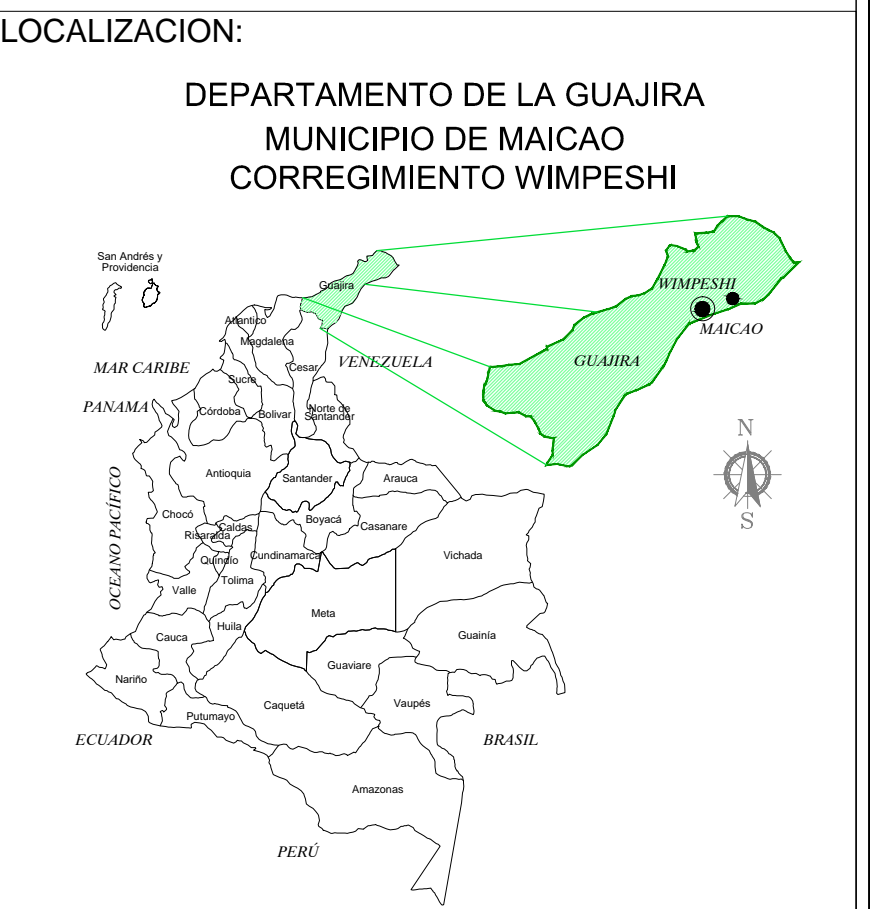 LOCALIZACION:
DEPARTAMENTO DE LA GUAJIRA
MUNICIPIO DE MAICAO
CORREGIMIENTO WIMPESHI
San Andrés y
Providencia
Guajira
WIMPESHI
MAICAO
GUAJIRA
Atlantico
Magdalena
MAR CARIBE
Cesar
VENEZUELA
Sucre
PANAMA
Córdoba
Bolivar
Norte de
Santander
N
S
Antioquia
Santander
Arauca
OCEANO PACÍFICO
Chocó
Boyacá
Caldas
Casanare
Risaralda
Quindío
Cundinamarca
Vichada
Tolima
Valle
Meta
Huila
Cauca
Guainía
Guaviare
Nariño
Caquetá
Vaupés
Putumayo
ECUADOR
BRASIL
Amazonas
PERÚ